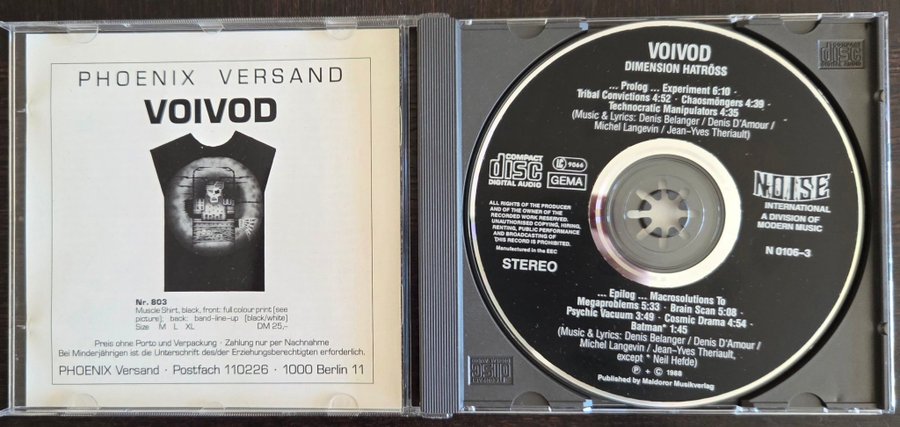 PHOENIX VERSAND
VOIVOD
Nr. 803
Muscle Shirt, black, front: full colour print (see
picture); back: band-line-up (black/white)
Size M L XL DM 25,-
Preis ohne Porto und Verpackung · Zahlung nur per Nachnahme
Bei Minderjährigen ist die Unterschrift des/der Erziehungsberechtigten erforderlich.
PHOENIX Versand · Postfach 110226 · 1000 Berlin 11
COMPACT
disc
VOIVOD
DIMENSION HATRÖSS
... Prolog ... Experiment 6:10 ·
Tribal Convictions 4:52 · Chaosmöngers 4:39 ·
Technocratic Manipulators 4:35
(Music & Lyrics: Denis Belanger / Denis D'Amour /
Michel Langevin / Jean-Yves Theriault)
COMPACT
disc
DIGITAL AUDIO
LC 9066
GEMA
ALL RIGHTS OF THE PRODUCER
AND OF THE OWNER OF THE
RECORDED WORK RESERVED.
UNAUTHORISED COPYING, HIRING,
RENTING, PUBLIC PERFORMANCE
AND BROADCASTING OF
THIS RECORD IS PROHIBITED.
Manufactured in the EEC
STEREO
N.O.I.S.E
INTERNATIONAL
A DIVISION OF
MODERN MUSIC
N 0106-3
... Epilog ... Macrosolutions To
Megaproblems 5:33 · Brain Scan 5:08 ·
Psychic Vacuum 3:49 · Cosmic Drama 4:54 ·
Batman* 1:45
(Music & Lyrics: Denis Belanger / Denis D'Amour /
Michel Langevin / Jean-Yves Theriault,
except * Neil Hefde)
Ⓟ + © 1988
Published by Maldoror Musikverlag
COMPACT
disc